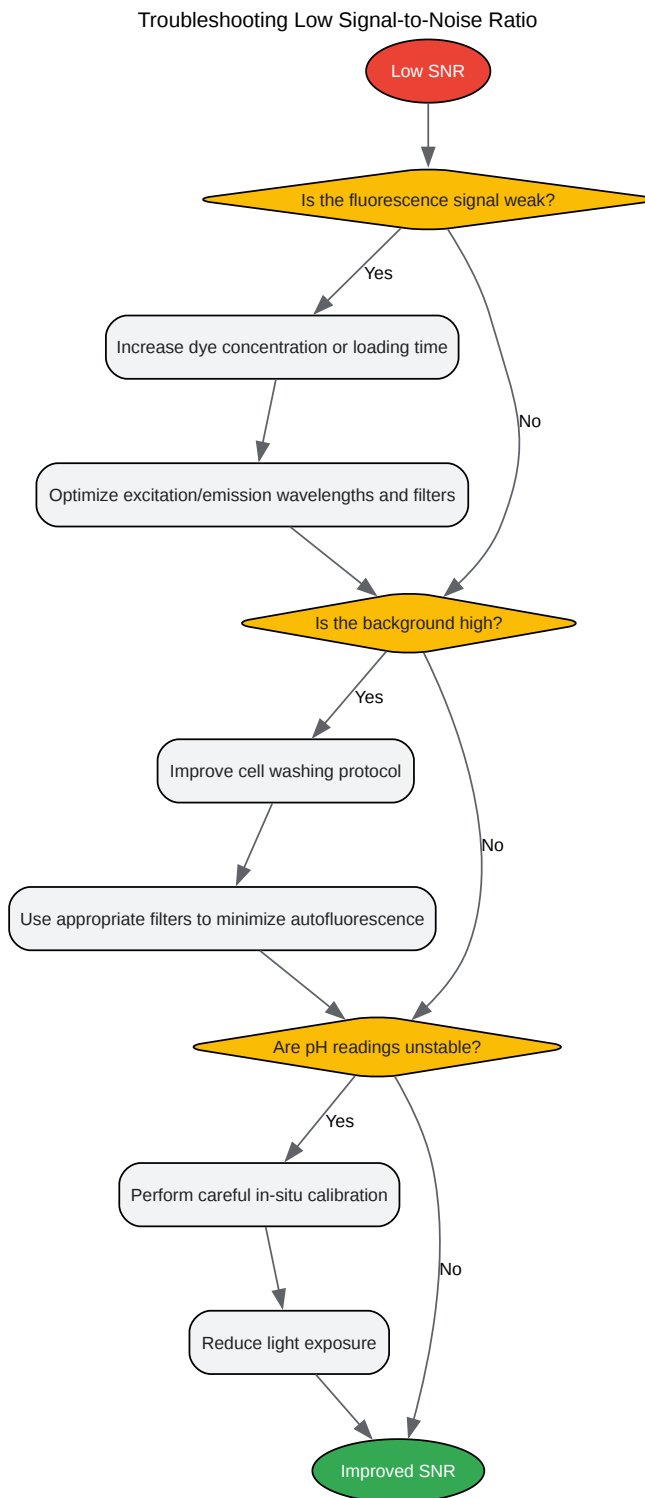 Troubleshooting Low Signal-to-Noise Ratio
Low SNR
Is the fluorescence signal weak?
Yes
Increase dye concentration or loading time
No
Optimize excitation/emission wavelengths and filters
Is the background high?
Yes
Improve cell washing protocol
No
Use appropriate filters to minimize autofluorescence
Are pH readings unstable?
Yes
Perform careful in-situ calibration
No
Reduce light exposure
Improved SNR